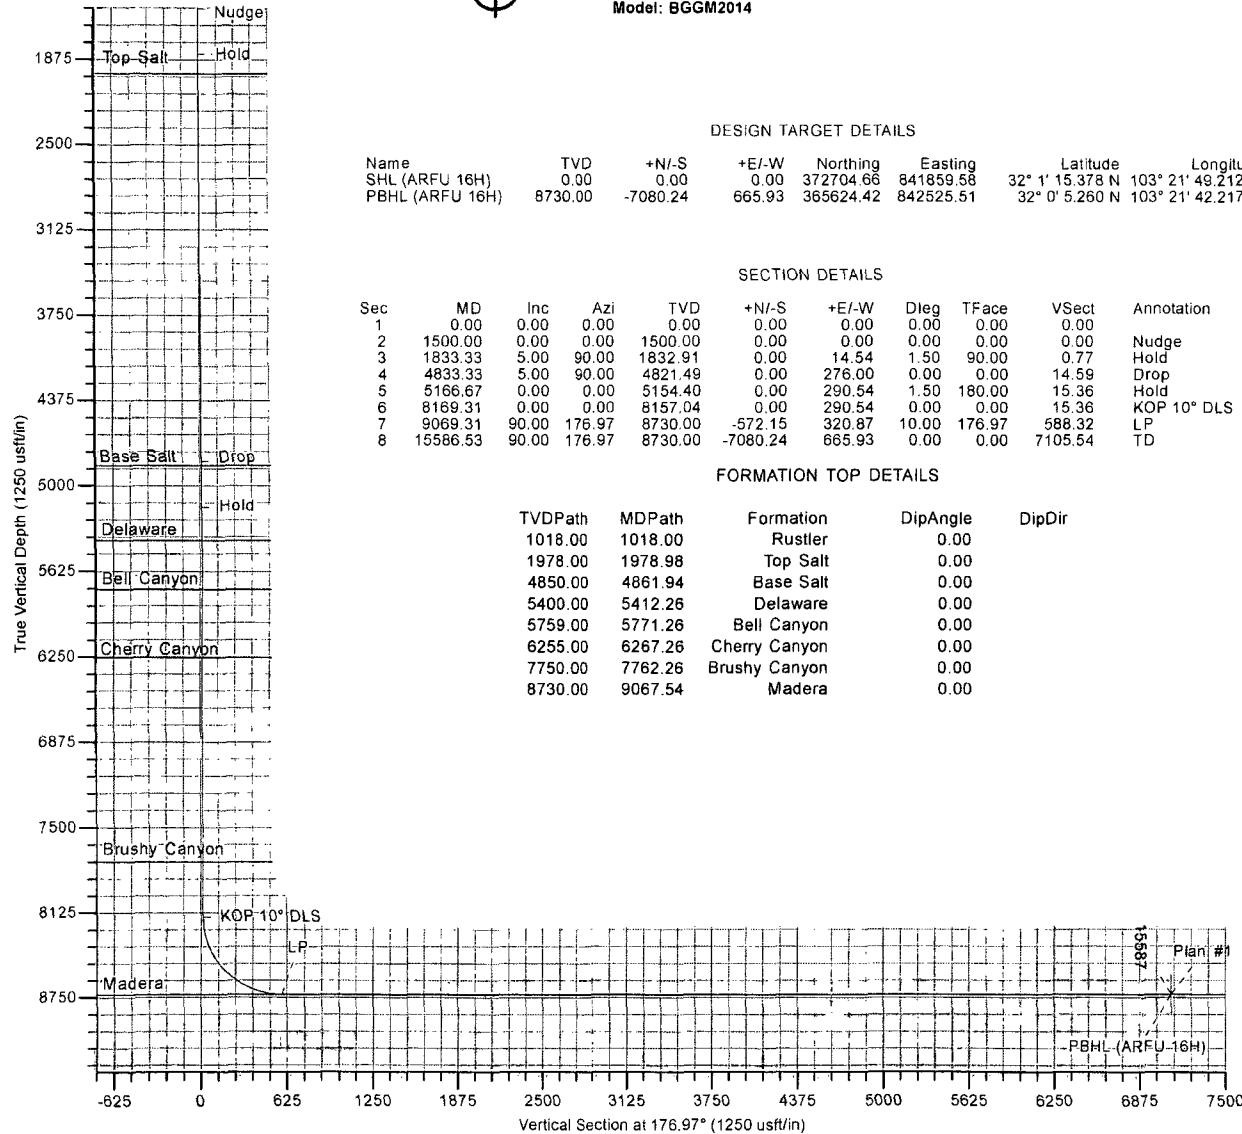 Model: BGGM2014
Nudge
Top Salt
Hold
Base Salt
Drop
Hold
Delaware
Bell Canyon
Cherry Canyon
Brushy Canyon
KOP 10° DLS
LP
Madera
15587
Plan #1
PBHL (ARFU 16H)
1875
2500
3125
3750
4375
5000
5625
6250
6875
7500
8125
8750
True Vertical Depth (1250 usft/in)
-625 0 625 1250 1875 2500 3125 3750 4375 5000 5625 6250 6875 7500
Vertical Section at 176.97° (1250 usft/in)
DESIGN TARGET DETAILS
Name TVD +N/-S +E/-W Northing Easting Latitude Longitu
SHL (ARFU 16H) 0.00 0.00 0.00 372704.66 841859.58 32° 1' 15.378 N 103° 21' 49.212
PBHL (ARFU 16H) 8730.00 -7080.24 665.93 365624.42 842525.51 32° 0' 5.260 N 103° 21' 42.217
SECTION DETAILS
Sec MD Inc Azi TVD +N/-S +E/-W Dleg TFace VSect Annotation
1 0.00 0.00 0.00 0.00 0.00 0.00 0.00 0.00 0.00
2 1500.00 0.00 0.00 1500.00 0.00 0.00 0.00 0.00 0.00 Nudge
3 1833.33 5.00 90.00 1832.91 0.00 14.54 1.50 90.00 0.77 Hold
4 4833.33 5.00 90.00 4821.49 0.00 276.00 0.00 0.00 14.59 Drop
5 5166.67 0.00 0.00 5154.40 0.00 290.54 1.50 180.00 15.36 Hold
6 8169.31 0.00 0.00 8157.04 0.00 290.54 0.00 0.00 15.36 KOP 10° DLS
7 9069.31 90.00 176.97 8730.00 -572.15 320.87 10.00 176.97 588.32 LP
8 15586.53 90.00 176.97 8730.00 -7080.24 665.93 0.00 0.00 7105.54 TD
FORMATION TOP DETAILS
TVDPath MDPath Formation DipAngle DipDir
1018.00 1018.00 Rustler 0.00
1978.00 1978.98 Top Salt 0.00
4850.00 4861.94 Base Salt 0.00
5400.00 5412.26 Delaware 0.00
5759.00 5771.26 Bell Canyon 0.00
6255.00 6267.26 Cherry Canyon 0.00
7750.00 7762.26 Brushy Canyon 0.00
8730.00 9067.54 Madera 0.00